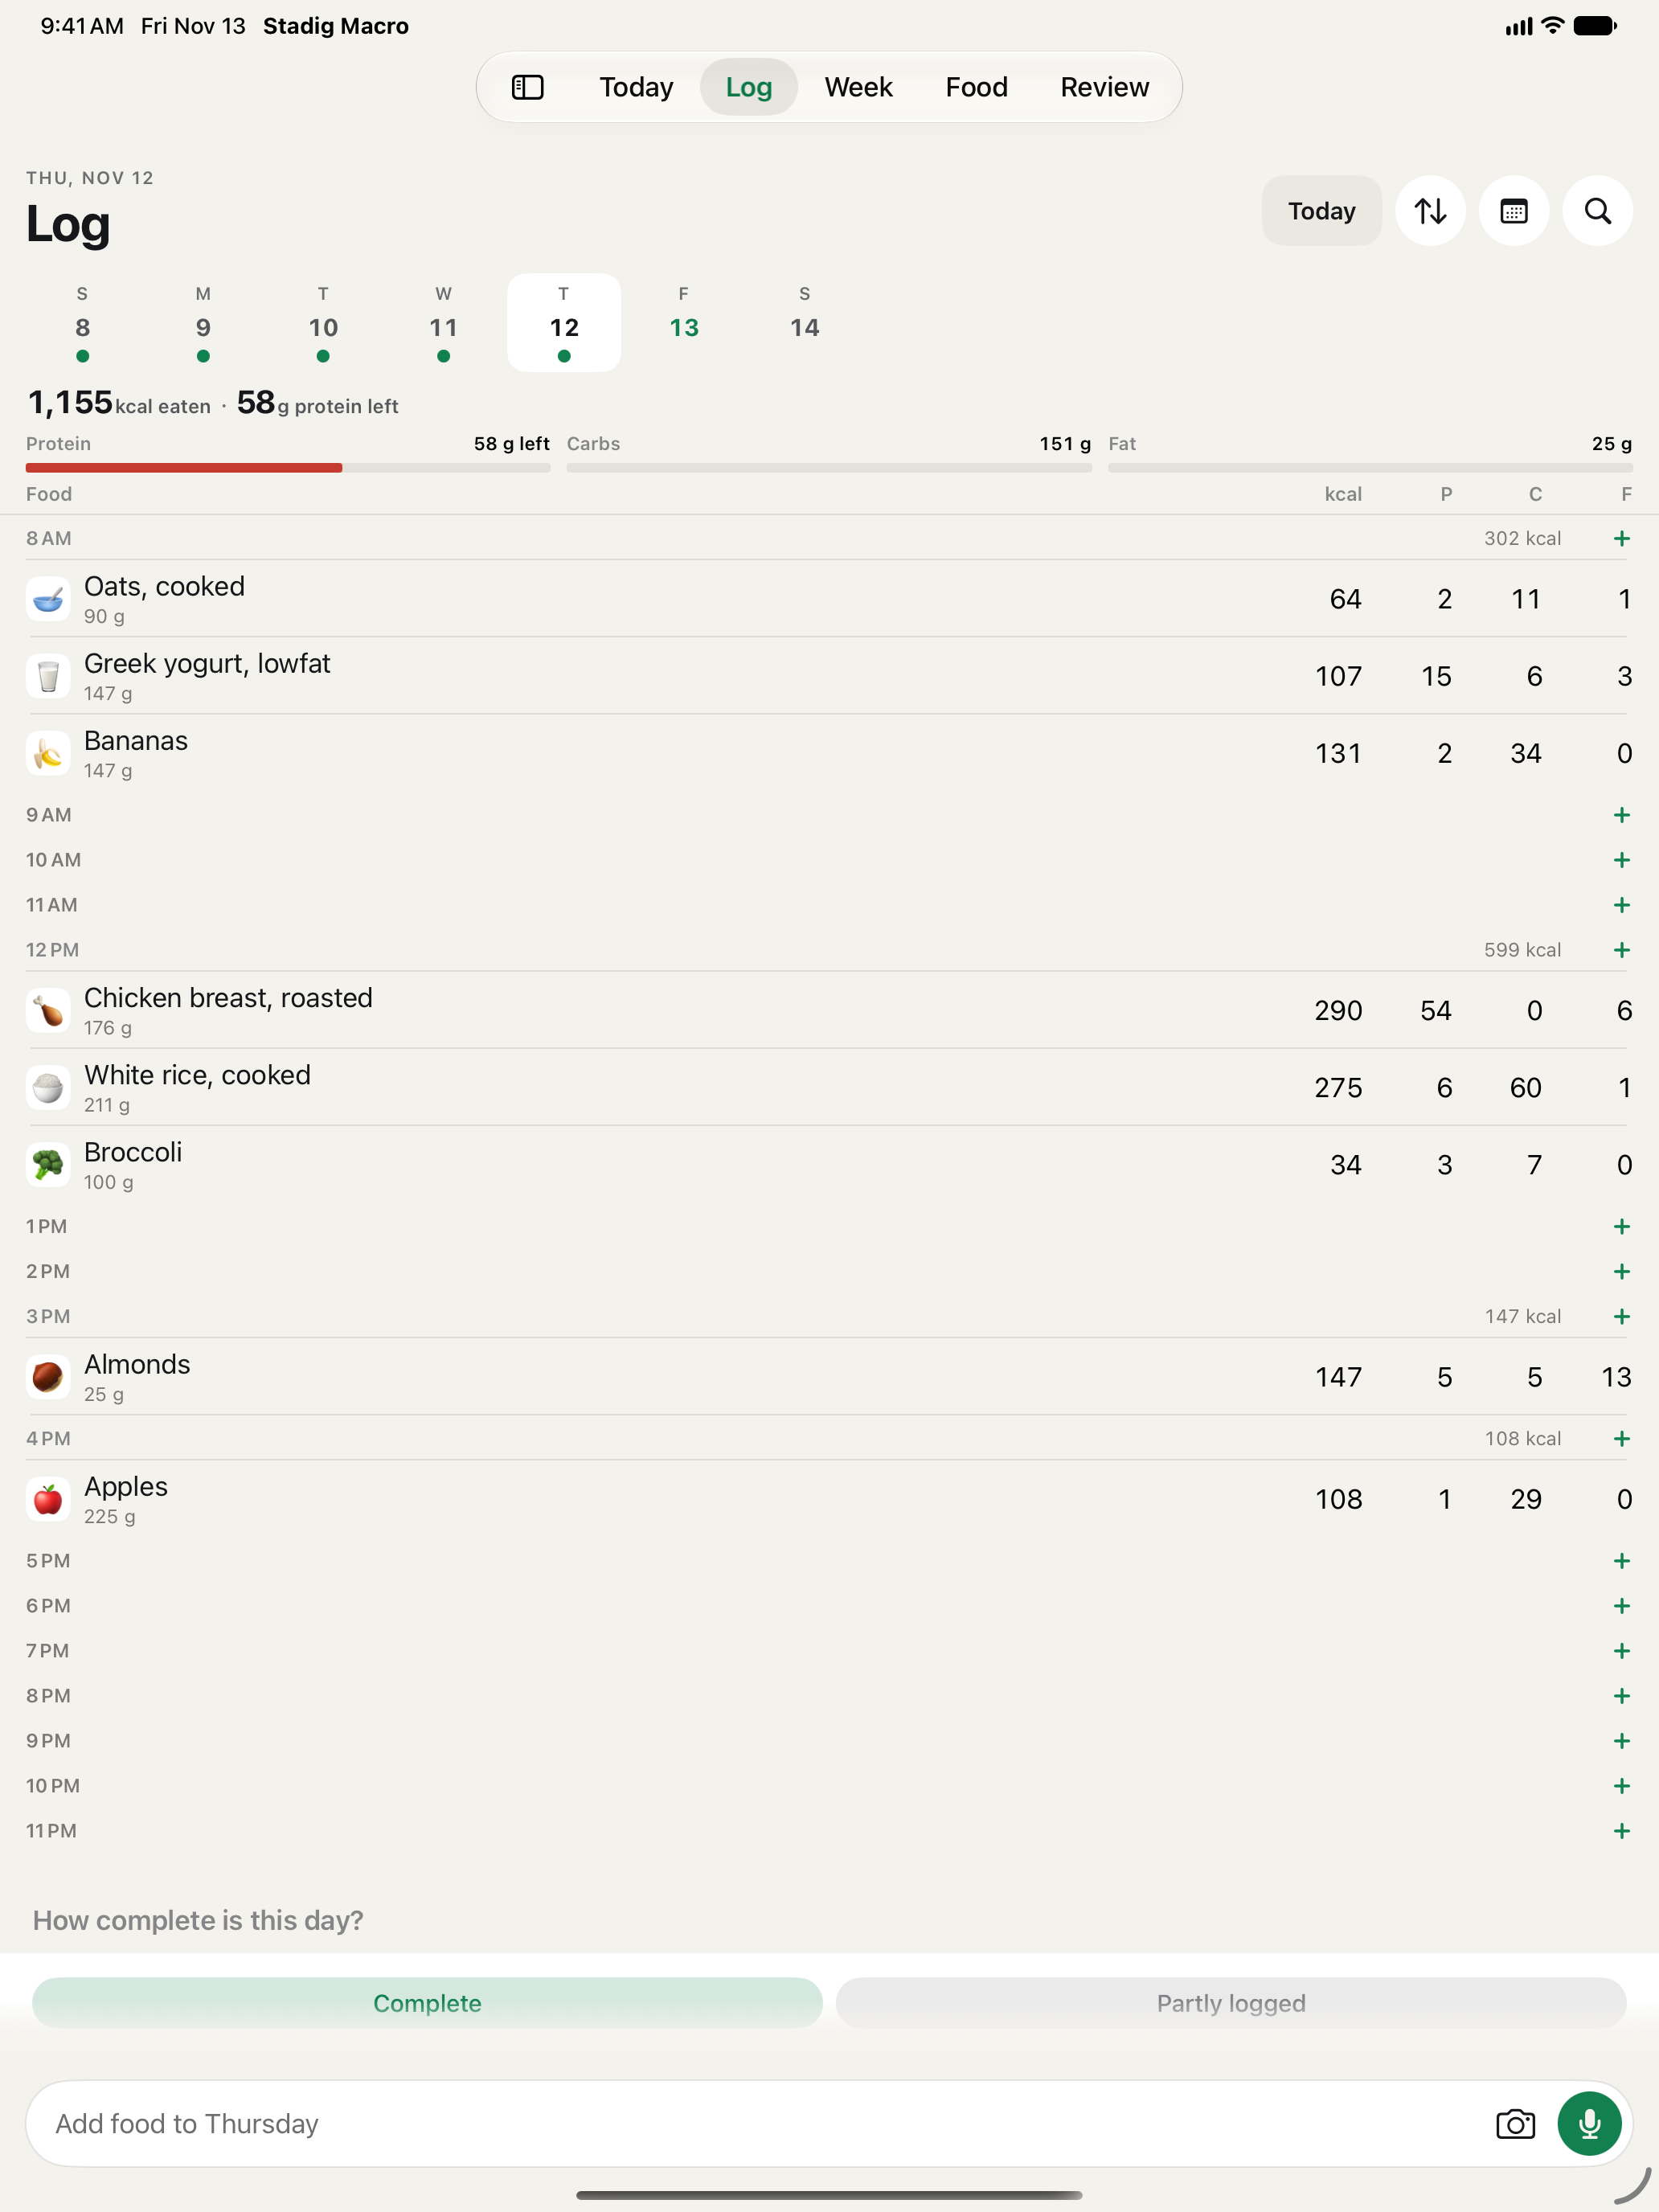 9:41 AM Fri Nov 13 Stadig Macro
Today Log Week Food Review
THU, NOV 12
Log
Today
S M T W T F S
8 9 10 11 12 13 14
1,155 kcal eaten · 58 g protein left
Protein 58 g left Carbs 151 g Fat 25 g
Food kcal P C F
8 AM 302 kcal +
Oats, cooked 64 2 11 1
90 g
Greek yogurt, lowfat 107 15 6 3
147 g
Bananas 131 2 34 0
147 g
9 AM +
10 AM +
11 AM +
12 PM 599 kcal +
Chicken breast, roasted 290 54 0 6
176 g
White rice, cooked 275 6 60 1
211 g
Broccoli 34 3 7 0
100 g
1 PM +
2 PM +
3 PM 147 kcal +
Almonds 147 5 5 13
25 g
4 PM 108 kcal +
Apples 108 1 29 0
225 g
5 PM +
6 PM +
7 PM +
8 PM +
9 PM +
10 PM +
11 PM +
How complete is this day?
Complete Partly logged
Add food to Thursday